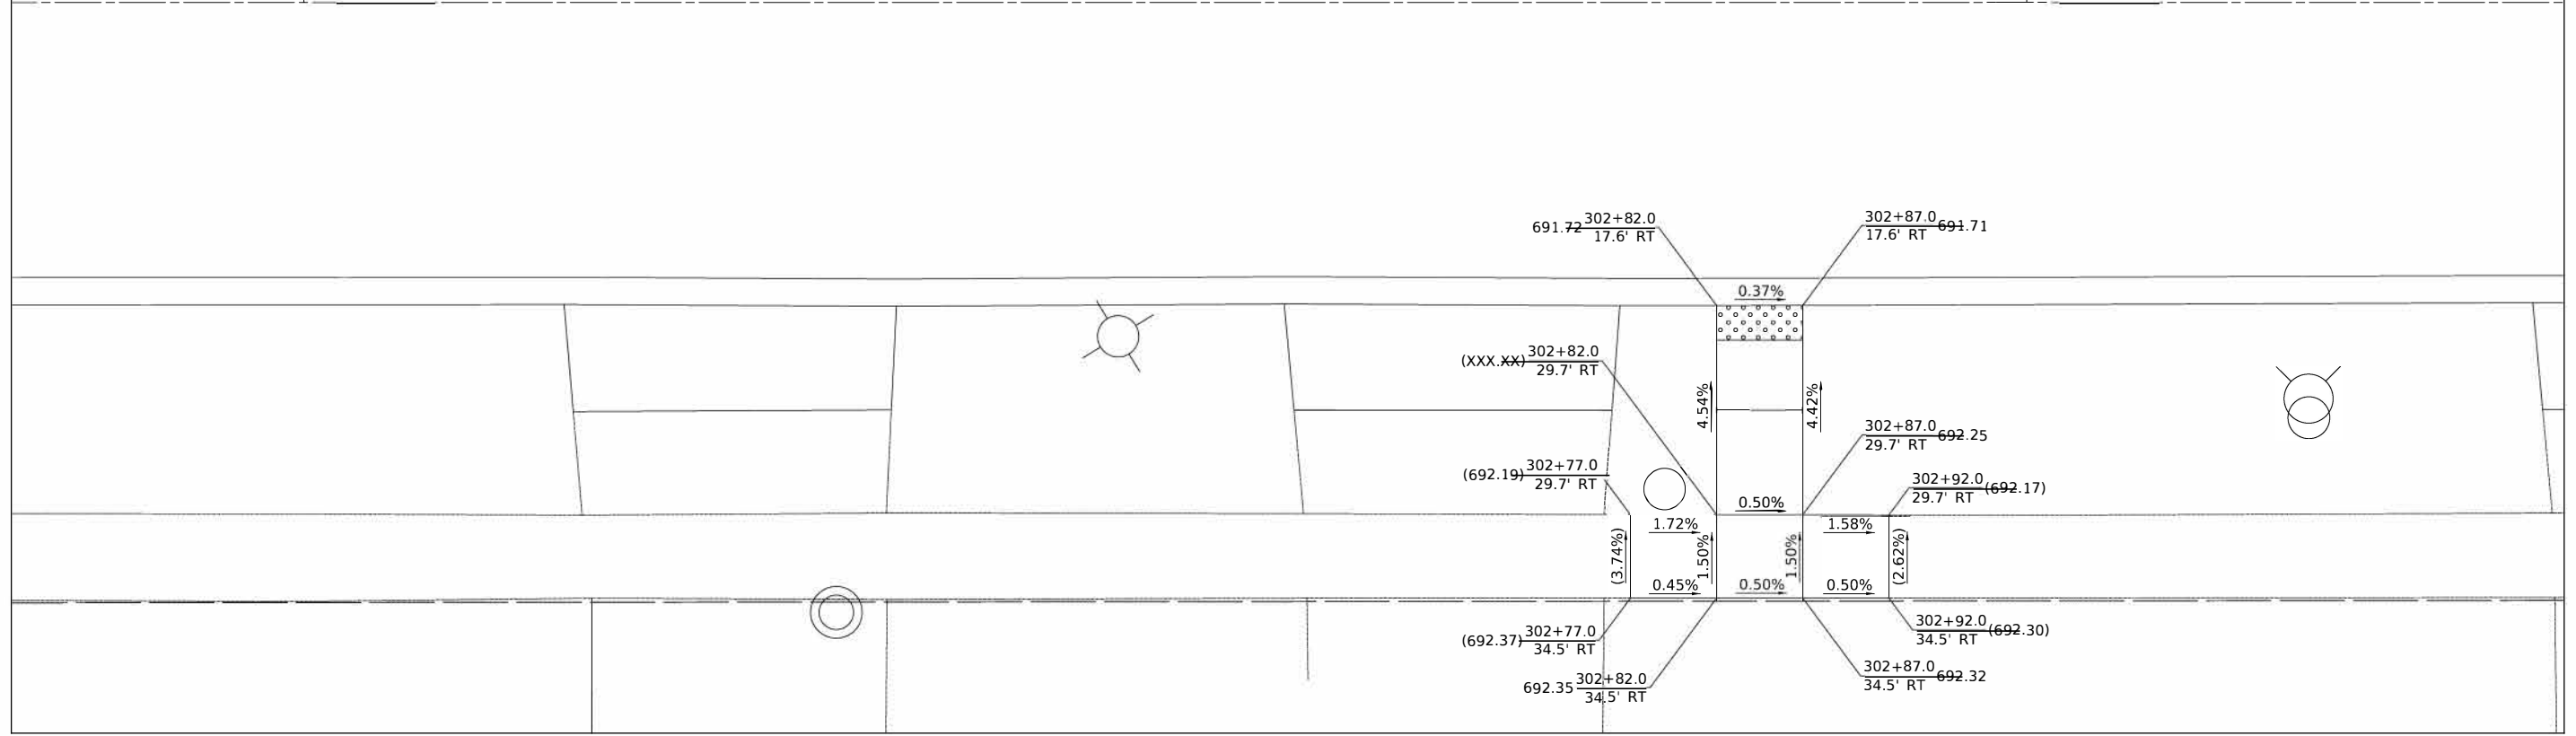 691.72 302+82.0
17.6' RT
302+87.0 691.71
17.6' RT
0.37%
(XXX.XX) 302+82.0
29.7' RT
4.54%
4.42%
302+87.0 692.25
29.7' RT
(692.19) 302+77.0
29.7' RT
302+92.0 (692.17)
29.7' RT
0.50%
1.72%
1.58%
(3.74%)
1.50%
1.50%
(2.62%)
0.45%
0.50%
0.50%
(692.37) 302+77.0
34.5' RT
302+92.0 (692.30)
34.5' RT
692.35 302+82.0
34.5' RT
302+87.0 692.32
34.5' RT